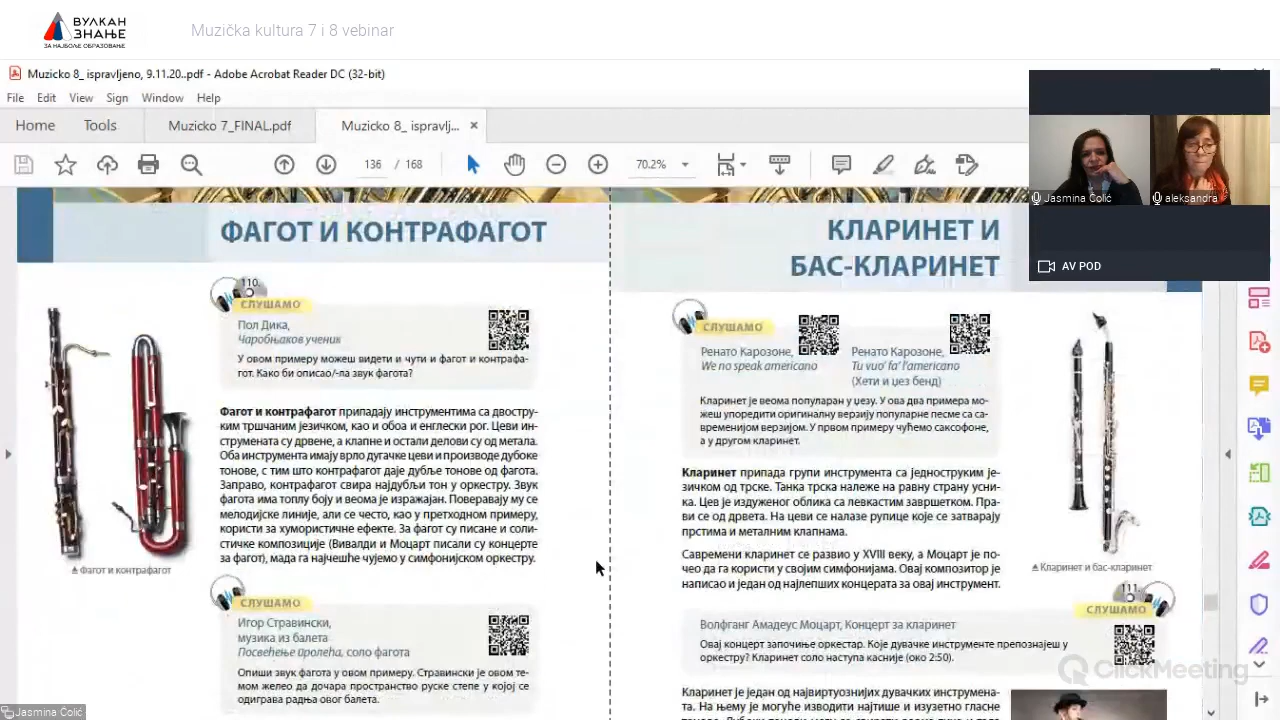 ВУЛКАН
ЗНАЊЕ
ЗА НАЈБОЉЕ ОБРАЗОВАЊЕ
Muzička kultura 7 i 8 vebinar
Muzicko 8_ ispravljeno, 9.11.20..pdf - Adobe Acrobat Reader DC (32-bit)
File Edit View Sign Window Help
Home Tools Muzicko 7_FINAL.pdf Muzicko 8_ ispravlj... ×
136 / 168 70.2%
Jasmina Čolić aleksandra
AV POD
ФАГОТ И КОНТРАФАГОТ
110.
СЛУШАМО
Пол Дика,
Чаробњаков ученик
У овом примеру можеш видети и чути и фагот и контрафа-
гот. Како би описао/-ла звук фагота?
Фагот и контрафагот припадају инструментима са двостру-
ким тршчаним језичком, као и обоа и енглески рог. Цеви ин-
струмената су дрвене, а клапне и остали делови су од метала.
Оба инструмента имају врло дугачке цеви и производе дубоке
тонове, с тим што контрафагот даје дубље тонове од фагота.
Заправо, контрафагот свира најдубљи тон у оркестру. Звук
фагота има топлу боју и веома је изражајан. Поверавају му се
мелодијске линије, али се често, као у претходном примеру,
користи за хумористичне ефекте. За фагот су писане и соли-
стичке композиције (Вивалди и Моцарт писали су концерте
за фагот), мада га најчешће чујемо у симфонијском оркестру.
Фагот и контрафагот
СЛУШАМО
Игор Стравински,
музика из балета
Посвећење пролећа, соло фагота
Опиши звук фагота у овом примеру. Стравински је овом те-
мом желео да дочара пространство руске степе у којој се
одиграва радња овог балета.
КЛАРИНЕТ И
БАС-КЛАРИНЕТ
СЛУШАМО
Ренато Карозоне,
We no speak americano
Ренато Карозоне,
Tu vuo' fa' l'americano
(Хети и џез бенд)
Кларинет је веома популаран у џезу. У ова два примера мо-
жеш упоредити оригиналну верзију популарне песме са са-
временијом верзијом. У првом примеру чућемо саксофоне,
а у другом кларинет.
Кларинет припада групи инструмента са једноструким је-
зичком од трске. Танка трска належе на равну страну усни-
ка. Цев је издуженог облика са левкастим завршетком. Пра-
ви се од дрвета. На цеви се налазе рупице које се затварају
прстима и металним клапнама.
Савремени кларинет се развио у XVIII веку, а Моцарт је по-
чео да га користи у својим симфонијама. Овај композитор је
написао и један од најлепших концерата за овај инструмент.
Кларинет и бас-кларинет
111.
СЛУШАМО
Волфганг Амадеус Моцарт, Концерт за кларинет
Овај концерт започиње оркестар. Које дувачке инструменте препознајеш у
оркестру? Кларинет соло наступа касније (око 2:50).
Кларинет је један од највиртуознијих дувачких инструмена-
та. На њему је могуће изводити најтише и изузетно гласне
ClickMeeting
Jasmina Čolić